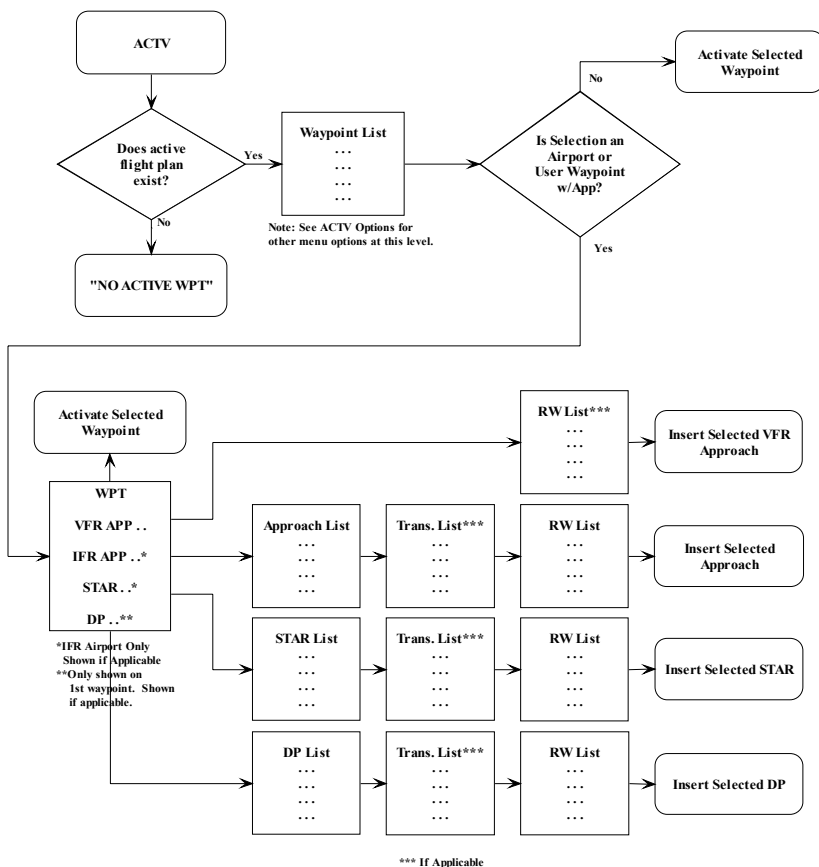 ACTV
Does active
flight plan
exist?
Yes
No
"NO ACTIVE WPT"
Waypoint List
. . .
. . .
. . .
. . .
Note: See ACTV Options for
other menu options at this level.
Is Selection an
Airport or
User Waypoint
w/App?
No
Activate Selected
Waypoint
Yes
Activate Selected
Waypoint
WPT
VFR APP . .
IFR APP . .*
STAR . .*
DP . .**
*IFR Airport Only
Shown if Applicable
**Only shown on
1st waypoint. Shown
if applicable.
RW List***
. . .
. . .
. . .
. . .
Insert Selected VFR
Approach
Approach List
. . .
. . .
. . .
. . .
Trans. List***
. . .
. . .
. . .
. . .
RW List
. . .
. . .
. . .
. . .
Insert Selected
Approach
STAR List
. . .
. . .
. . .
. . .
Trans. List***
. . .
. . .
. . .
. . .
RW List
. . .
. . .
. . .
. . .
Insert Selected STAR
DP List
. . .
. . .
. . .
. . .
Trans. List***
. . .
. . .
. . .
. . .
RW List
. . .
. . .
. . .
. . .
Insert Selected DP
*** If Applicable